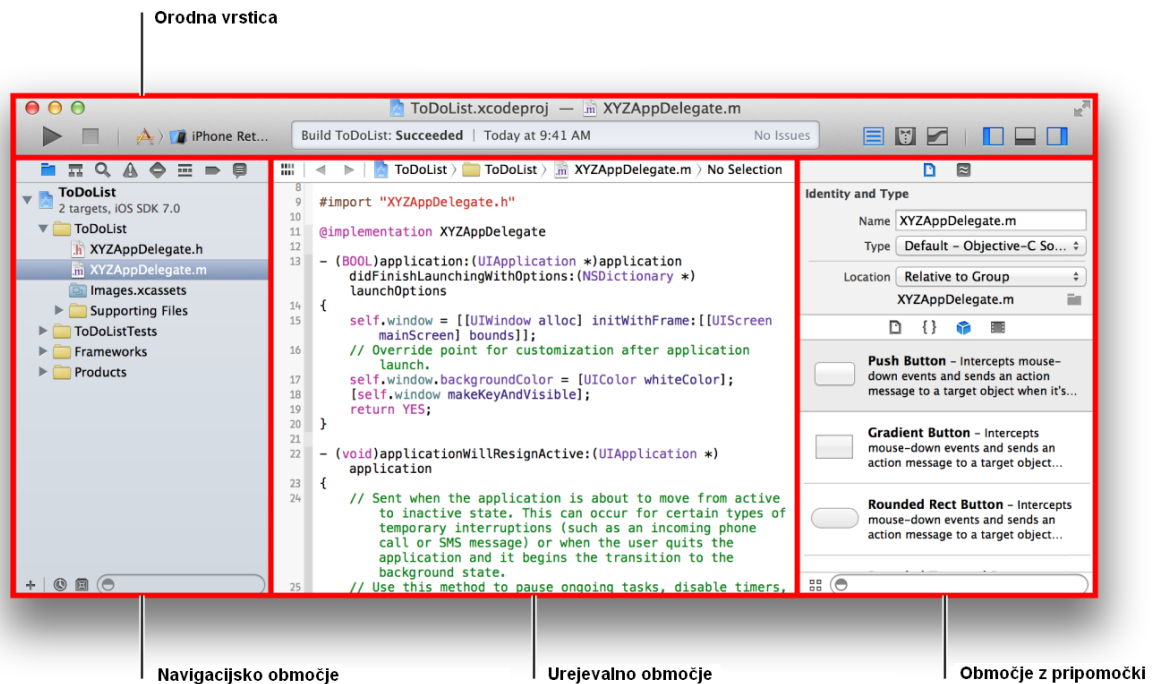 Orodna vrstica
ToDoList.xcodeproj — XYZAppDelegate.m
iPhone Ret...
Build ToDoList: Succeeded | Today at 9:41 AM
No Issues
ToDoList
2 targets, iOS SDK 7.0
ToDoList
XYZAppDelegate.h
XYZAppDelegate.m
Images.xcassets
Supporting Files
ToDoListTests
Frameworks
Products
ToDoList 〉 ToDoList 〉 XYZAppDelegate.m 〉 No Selection
8
9 #import "XYZAppDelegate.h"
10
11 @implementation XYZAppDelegate
12
13 - (BOOL)application:(UIApplication *)application
didFinishLaunchingWithOptions:(NSDictionary *)
launchOptions
14 {
15 self.window = [[UIWindow alloc] initWithFrame:[[UIScreen
mainScreen] bounds]];
16 // Override point for customization after application
launch.
17 self.window.backgroundColor = [UIColor whiteColor];
18 [self.window makeKeyAndVisible];
19 return YES;
20 }
21
22 - (void)applicationWillResignActive:(UIApplication *)
application
23 {
24 // Sent when the application is about to move from active
to inactive state. This can occur for certain types of
temporary interruptions (such as an incoming phone
call or SMS message) or when the user quits the
application and it begins the transition to the
background state.
25 // Use this method to pause ongoing tasks, disable timers,
Identity and Type
Name XYZAppDelegate.m
Type Default - Objective-C So...
Location Relative to Group
XYZAppDelegate.m
Push Button - Intercepts mouse-
down events and sends an action
message to a target object when it's...
Gradient Button - Intercepts
mouse-down events and sends an
action message to a target object...
Rounded Rect Button - Intercepts
mouse-down events and sends an
action message to a target object...
Navigacijsko območje
Urejevalno območje
Območje z pripomočki